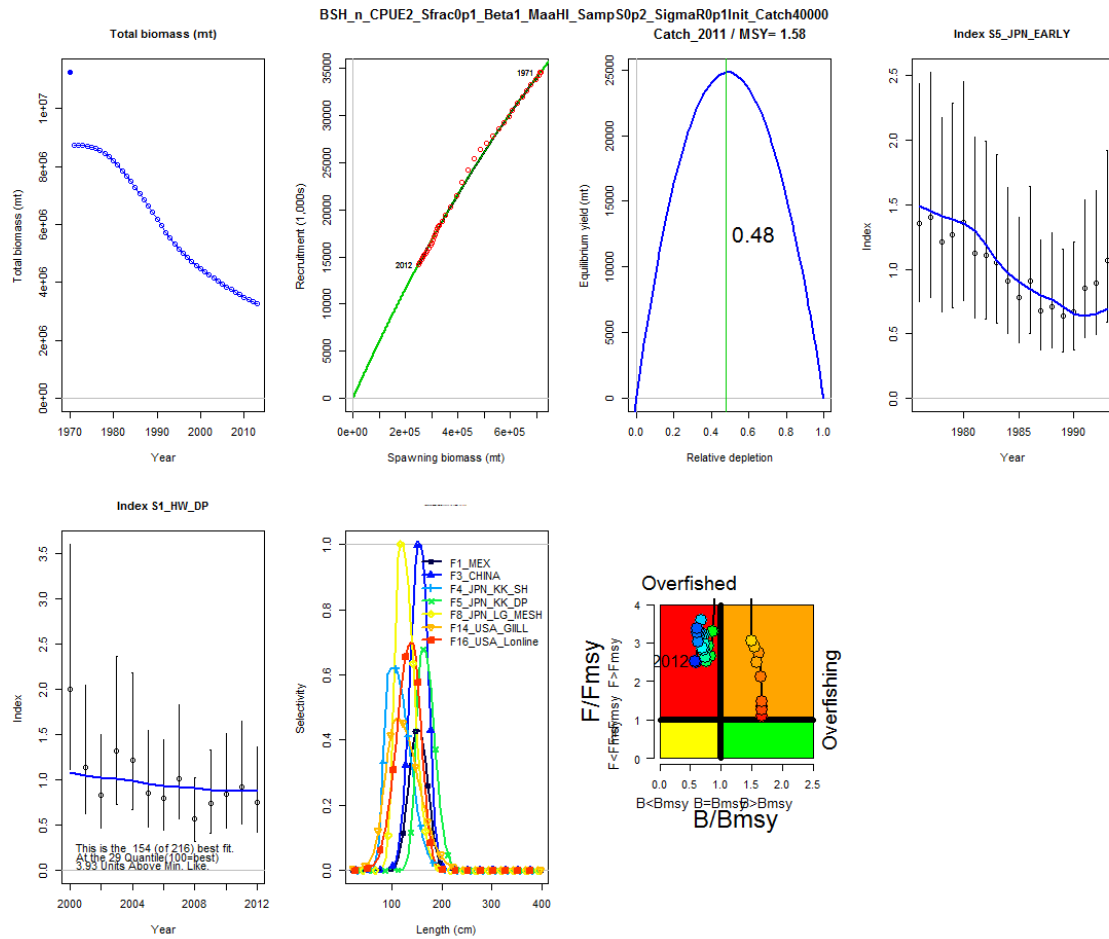 BSH_n_CPUE2_Sfrac0p1_Beta1_MaaHI_SampS0p2_SigmaR0p1Init_Catch40000
Total biomass (mt)
Total biomass (mt)
0e+00 2e+06 4e+06 6e+06 8e+06 1e+07
1970 1980 1990 2000 2010
Year
Recruitment (1,000s)
0 5000 10000 15000 20000 25000 30000 35000
1971
2012
0e+00 2e+05 4e+05 6e+05
Spawning biomass (mt)
Catch_2011 / MSY= 1.58
Equilibrium yield (mt)
0 5000 10000 15000 20000 25000
0.48
0.0 0.2 0.4 0.6 0.8 1.0
Relative depletion
Index S5_JPN_EARLY
Index
0.0 0.5 1.0 1.5 2.0 2.5
1980 1985 1990
Year
Index S1_HW_DP
Index
0.0 0.5 1.0 1.5 2.0 2.5 3.0 3.5
This is the 154 (of 216) best fit.
At the 29 Quantile(100=best)
3.93 Units Above Min. Like.
2000 2004 2008 2012
Year
Selectivity
0.0 0.2 0.4 0.6 0.8 1.0
F1_MEX
F3_CHINA
F4_JPN_KK_SH
F5_JPN_KK_DP
F8_JPN_LG_MESH
F14_USA_GIILL
F16_USA_Lonline
100 200 300 400
Length (cm)
Overfished
F/Fmsy
F<Fmsy F>Fmsy
0 1 2 3 4
2012
Overfishing
0.0 0.5 1.0 1.5 2.0 2.5
B<Bmsy B=Bmsy B>Bmsy
B/Bmsy